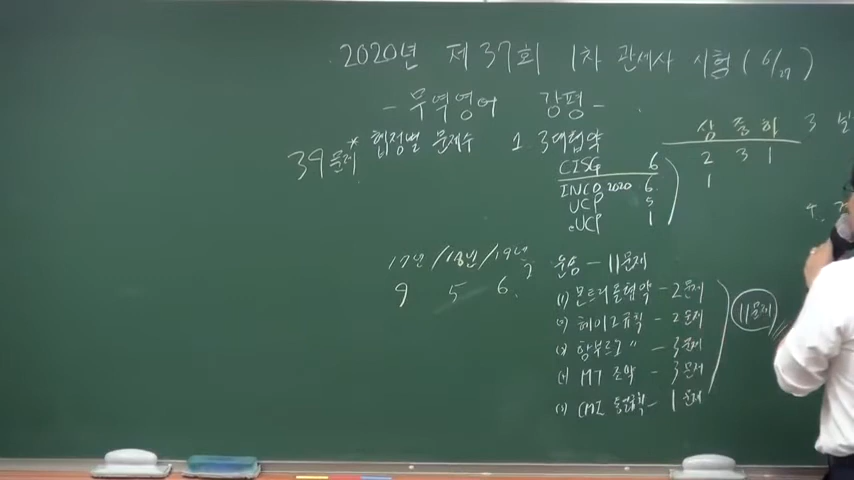 2020년 제37회 1차 관세사 시험 (6/27)
- 무역영어 강평 -
39문제 * 협정별 문제수 1. 3대협약
CISG 6
INCO 2020 6
UCP 5
eUCP 1
상 중 하
2 3 1
1
3
4.
17년/18년/19년
9 5 6
2. 운송 - 11문제
(1) 몬트리올협약 - 2문제
(2) 헤이그규칙 - 2문제
(3) 함부르그 " - 3문제
(4) MT 조약 - 3문제
(5) CMI 통일규칙 - 1문제
11문제